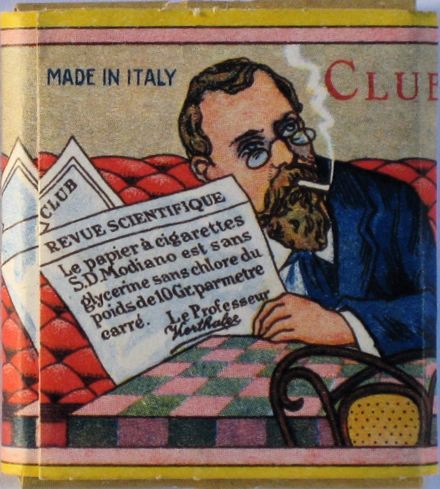 MADE IN ITALY
CLUB
CLUB
REVUE SCIENTIFIQUE
Le papier à cigarettes
S.D. Modiano est sans
glycerine sans chlore du
poids de 10 Gr. par metre
carré. Le Professeur